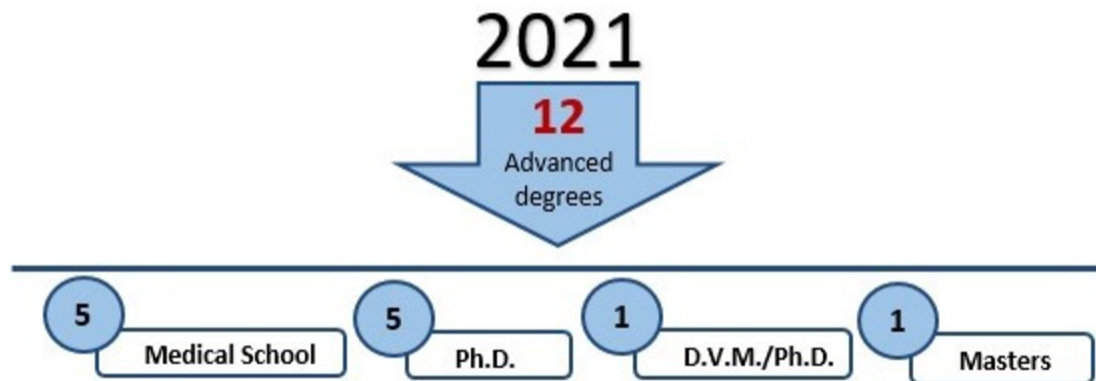 2021
12
Advanced
degrees
5
Medical School
5
Ph.D.
1
D.V.M./Ph.D.
1
Masters